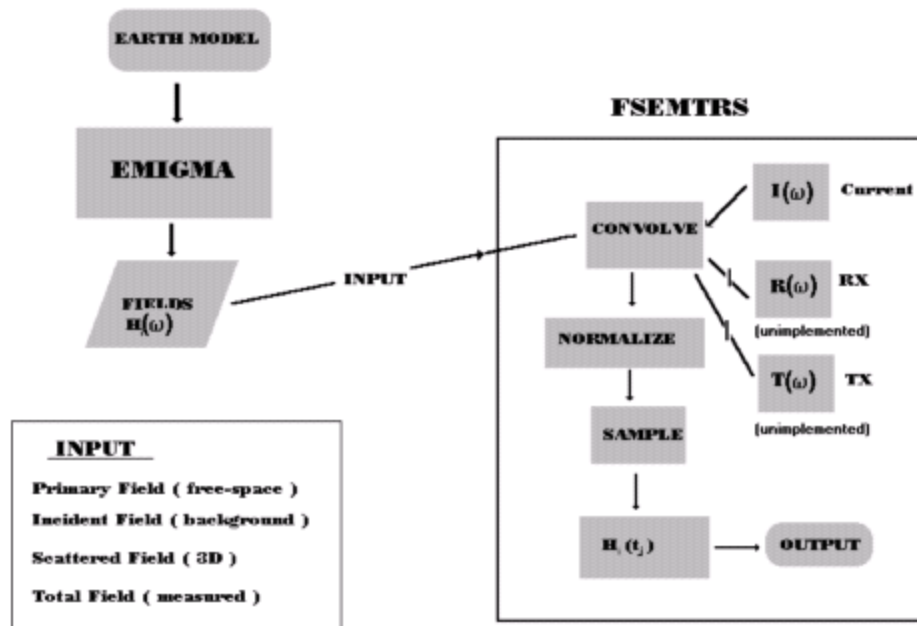 EARTH MODEL
EMIGMA
FIELDS
H(ω)
INPUT
FSEMTRS
CONVOLVE
I(ω) Current
R(ω) RX
(unimplemented)
T(ω) TX
(unimplemented)
NORMALIZE
SAMPLE
H (tj)
OUTPUT
INPUT
Primary Field ( free-space )
Incident Field ( background )
Scattered Field ( 3D )
Total Field ( measured )